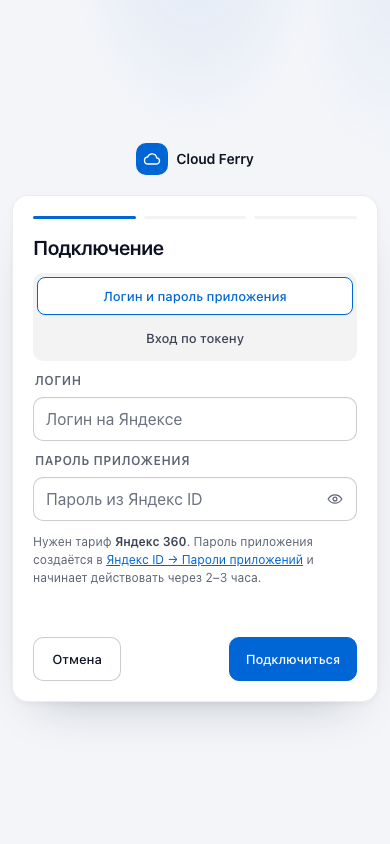 Cloud Ferry
Подключение
Логин и пароль приложения
Вход по токену
ЛОГИН
Логин на Яндексе
ПАРОЛЬ ПРИЛОЖЕНИЯ
Пароль из Яндекс ID
Нужен тариф Яндекс 360. Пароль приложения
создаётся в Яндекс ID → Пароли приложений и
начинает действовать через 2–3 часа.
Отмена
Подключиться